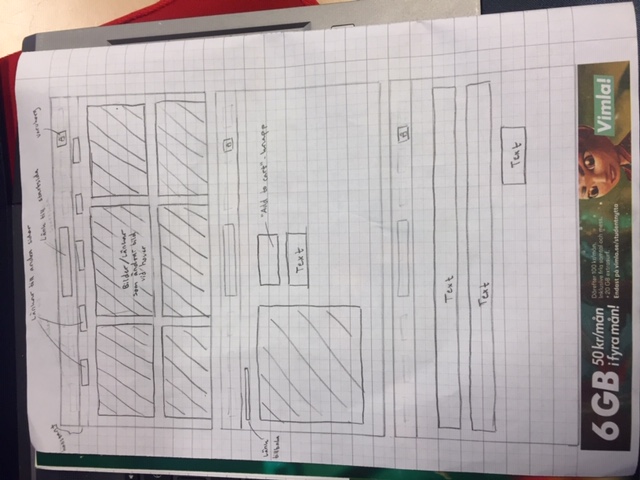 Länkar till andra sidor
Länk till startsida
varukorg
Bilder/Länkar
som ändrar bild
vid hover
Länk
tillbaka
"Add to cart"-knapp
Text
Text
Text
Text
6 GB 50 kr/mån
i fyra mån!
Därefter 100 kr/mån.
Inklusive fria samtal och mess.
+ 20 GB extrasurf.
Endast på vimla.se/studentnytta
Vimla!